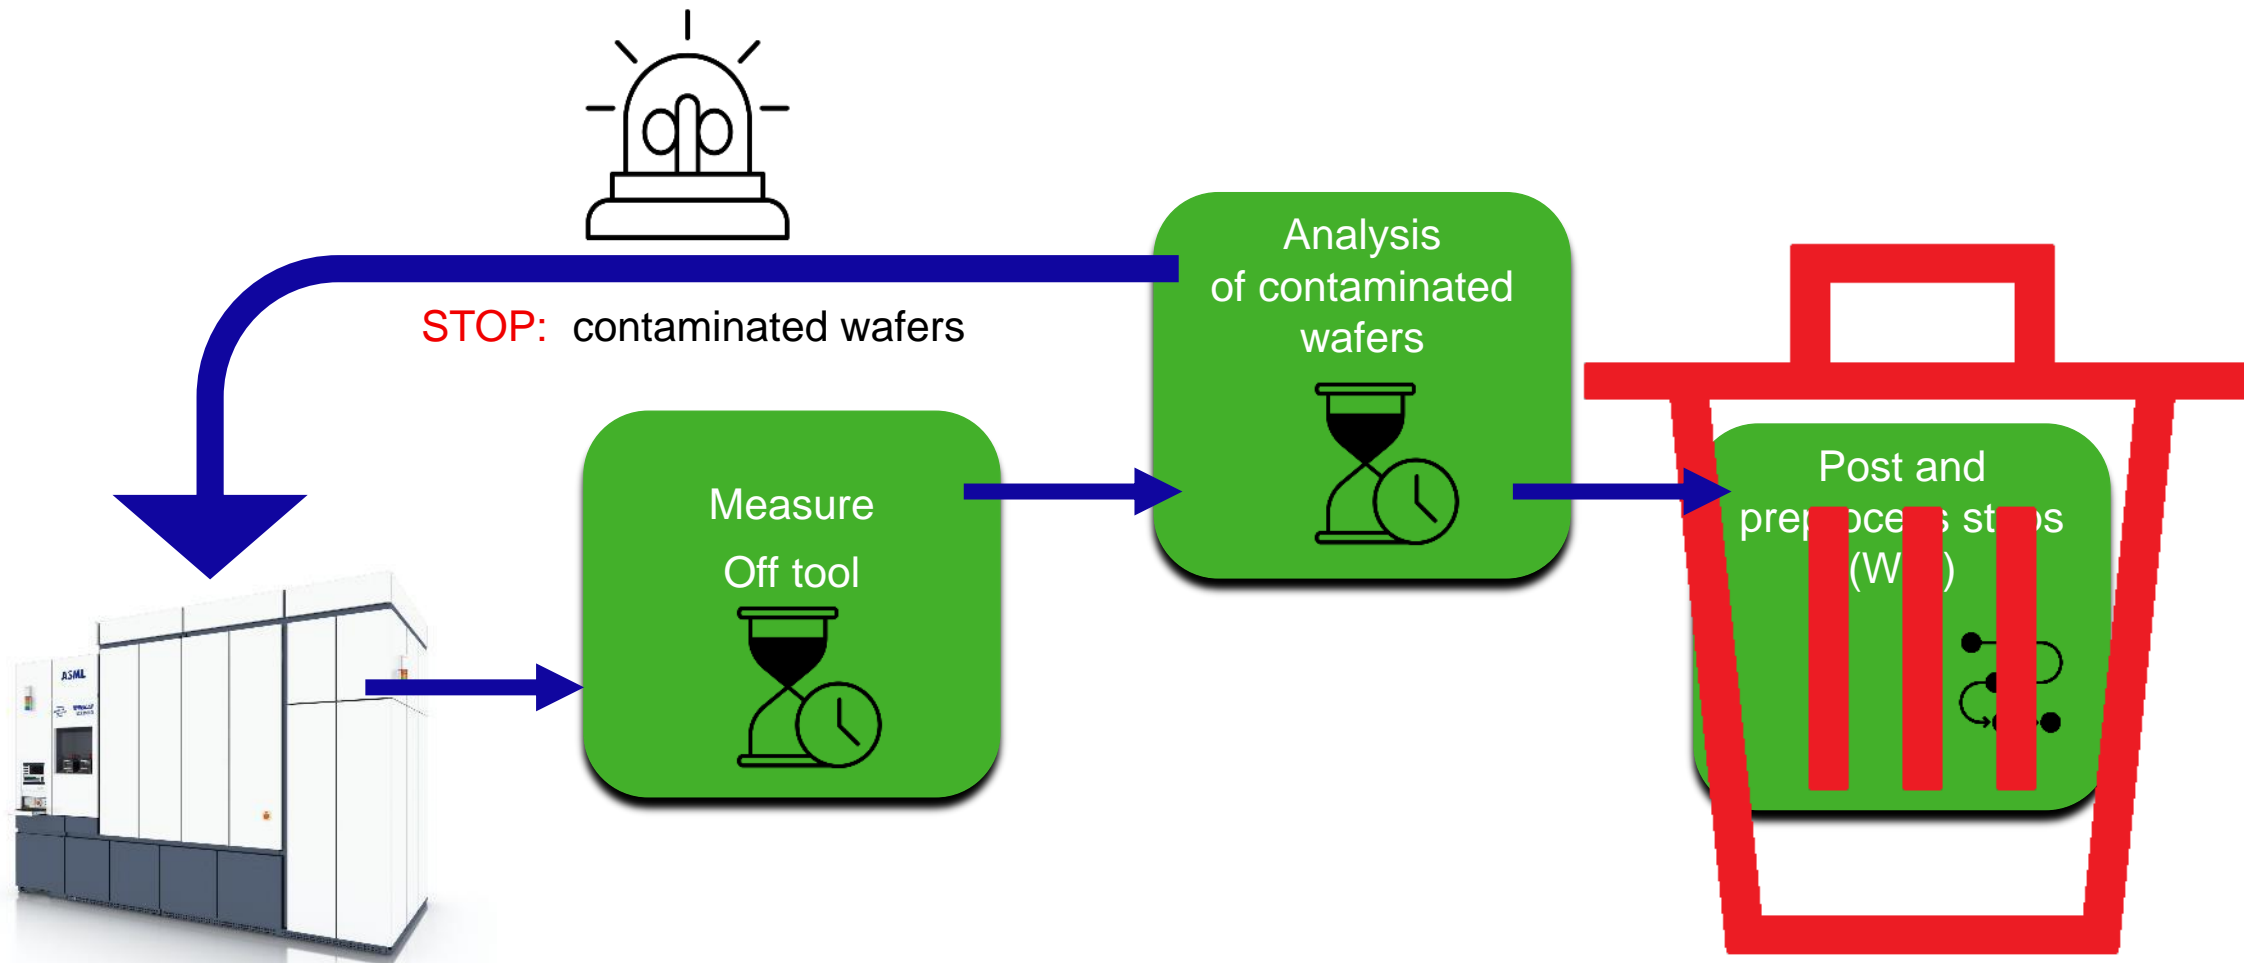 Analysis
of contaminated
wafers
STOP: contaminated wafers
Measure
Off tool
Post and
ASML